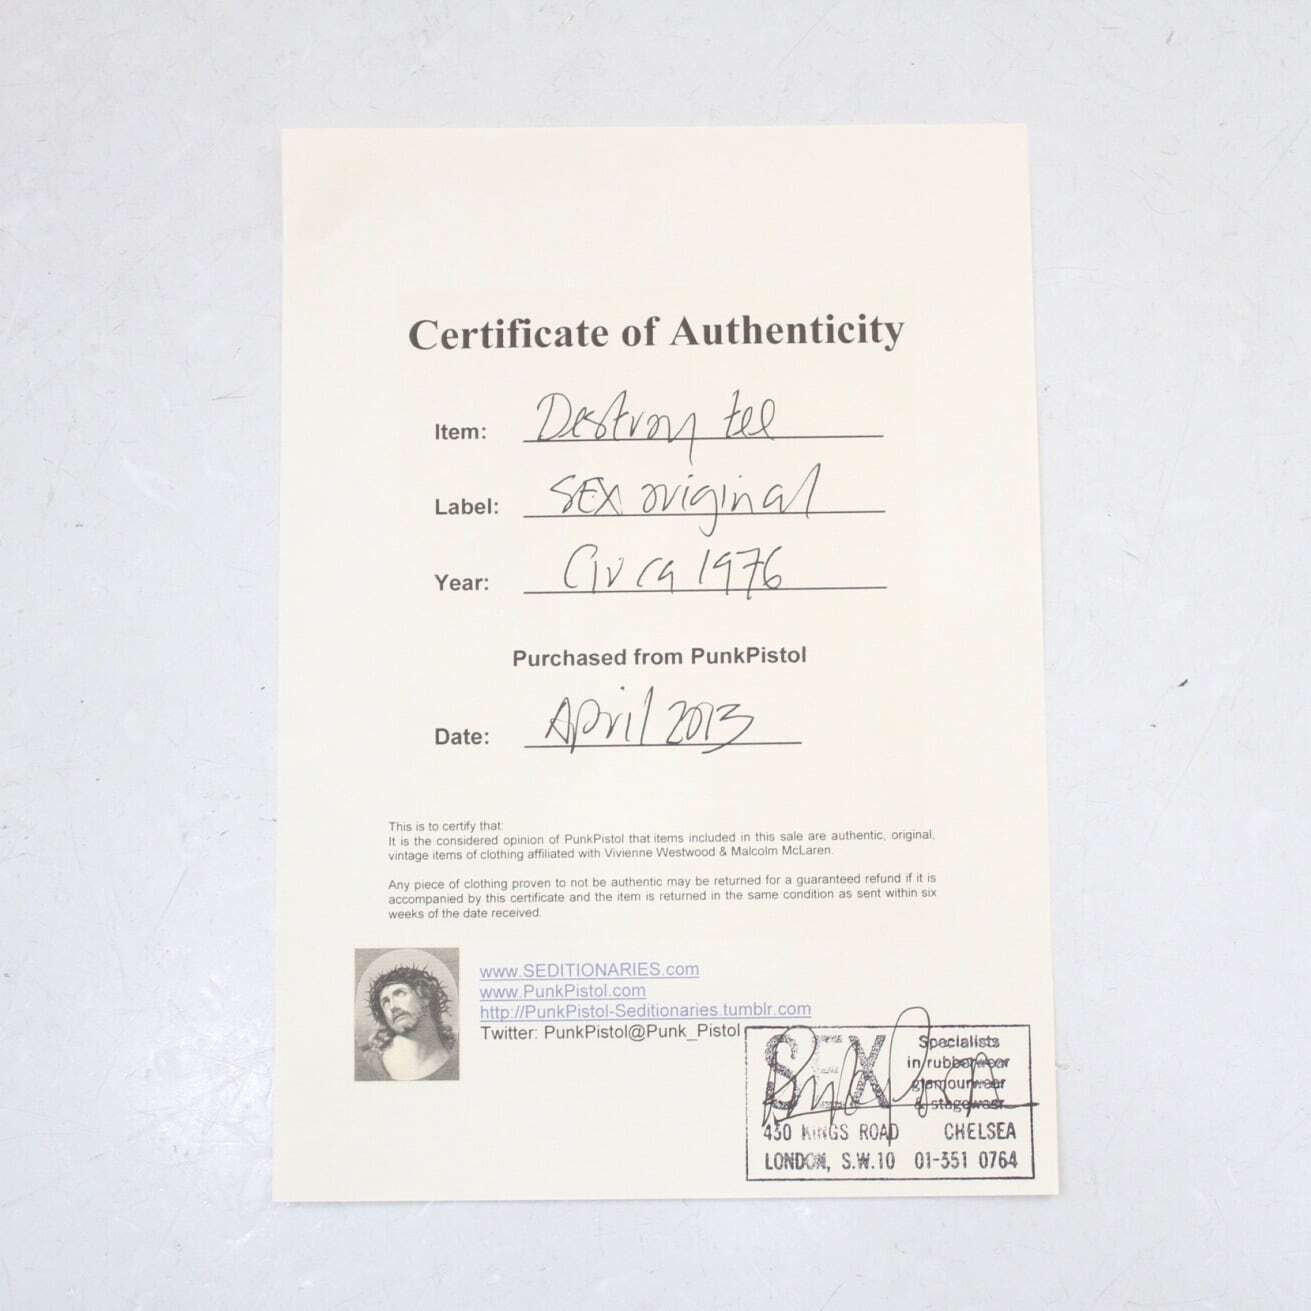 Certificate of Authenticity
Item: Destroy tee
Label: SEX original
Year: Circa 1976
Purchased from PunkPistol
Date: April 2013
This is to certify that:
It is the considered opinion of PunkPistol that items included in this sale are authentic, original,
vintage items of clothing affiliated with Vivienne Westwood & Malcolm McLaren.
Any piece of clothing proven to not be authentic may be returned for a guaranteed refund if it is
accompanied by this certificate and the item is returned in the same condition as sent within six
weeks of the date received.
www.SEDITIONARIES.com
www.PunkPistol.com
http://PunkPistol-Seditionaries.tumblr.com
Twitter: PunkPistol@Punk_Pistol
SEX
Specialists
in rubberwear
glamourwear
& stagewear
430 KINGS ROAD CHELSEA
LONDON, S.W.10 01-351 0764